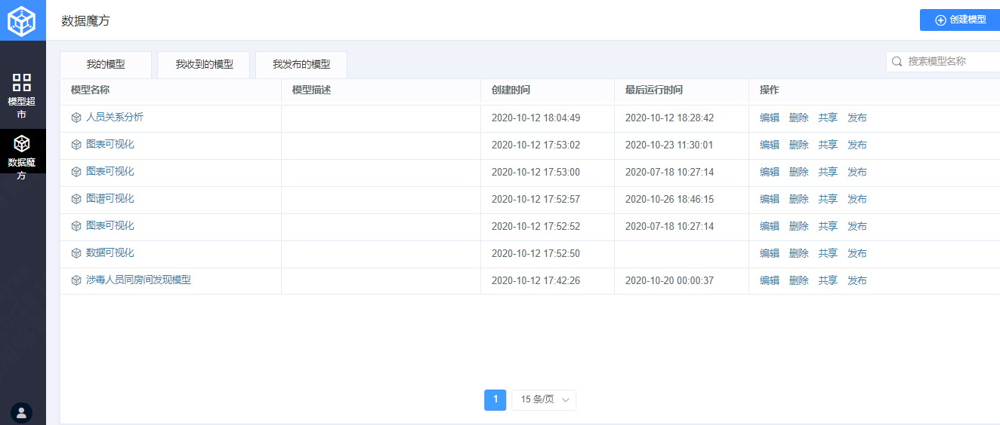 数据魔方
创建模型
模型超
市
数据魔
方
我的模型 我收到的模型 我发布的模型
搜索模型名称
模型名称 模型描述 创建时间 最后运行时间 操作
人员关系分析 2020-10-12 18:04:49 2020-10-12 18:28:42 编辑 删除 共享 发布
图表可视化 2020-10-12 17:53:02 2020-10-23 11:30:01 编辑 删除 共享 发布
图表可视化 2020-10-12 17:53:00 2020-07-18 10:27:14 编辑 删除 共享 发布
图谱可视化 2020-10-12 17:52:57 2020-10-26 18:46:15 编辑 删除 共享 发布
图表可视化 2020-10-12 17:52:52 2020-07-18 10:27:14 编辑 删除 共享 发布
数据可视化 2020-10-12 17:52:50 编辑 删除 共享 发布
涉毒人员同房间发现模型 2020-10-12 17:42:26 2020-10-20 00:00:37 编辑 删除 共享 发布
1 15 条/页